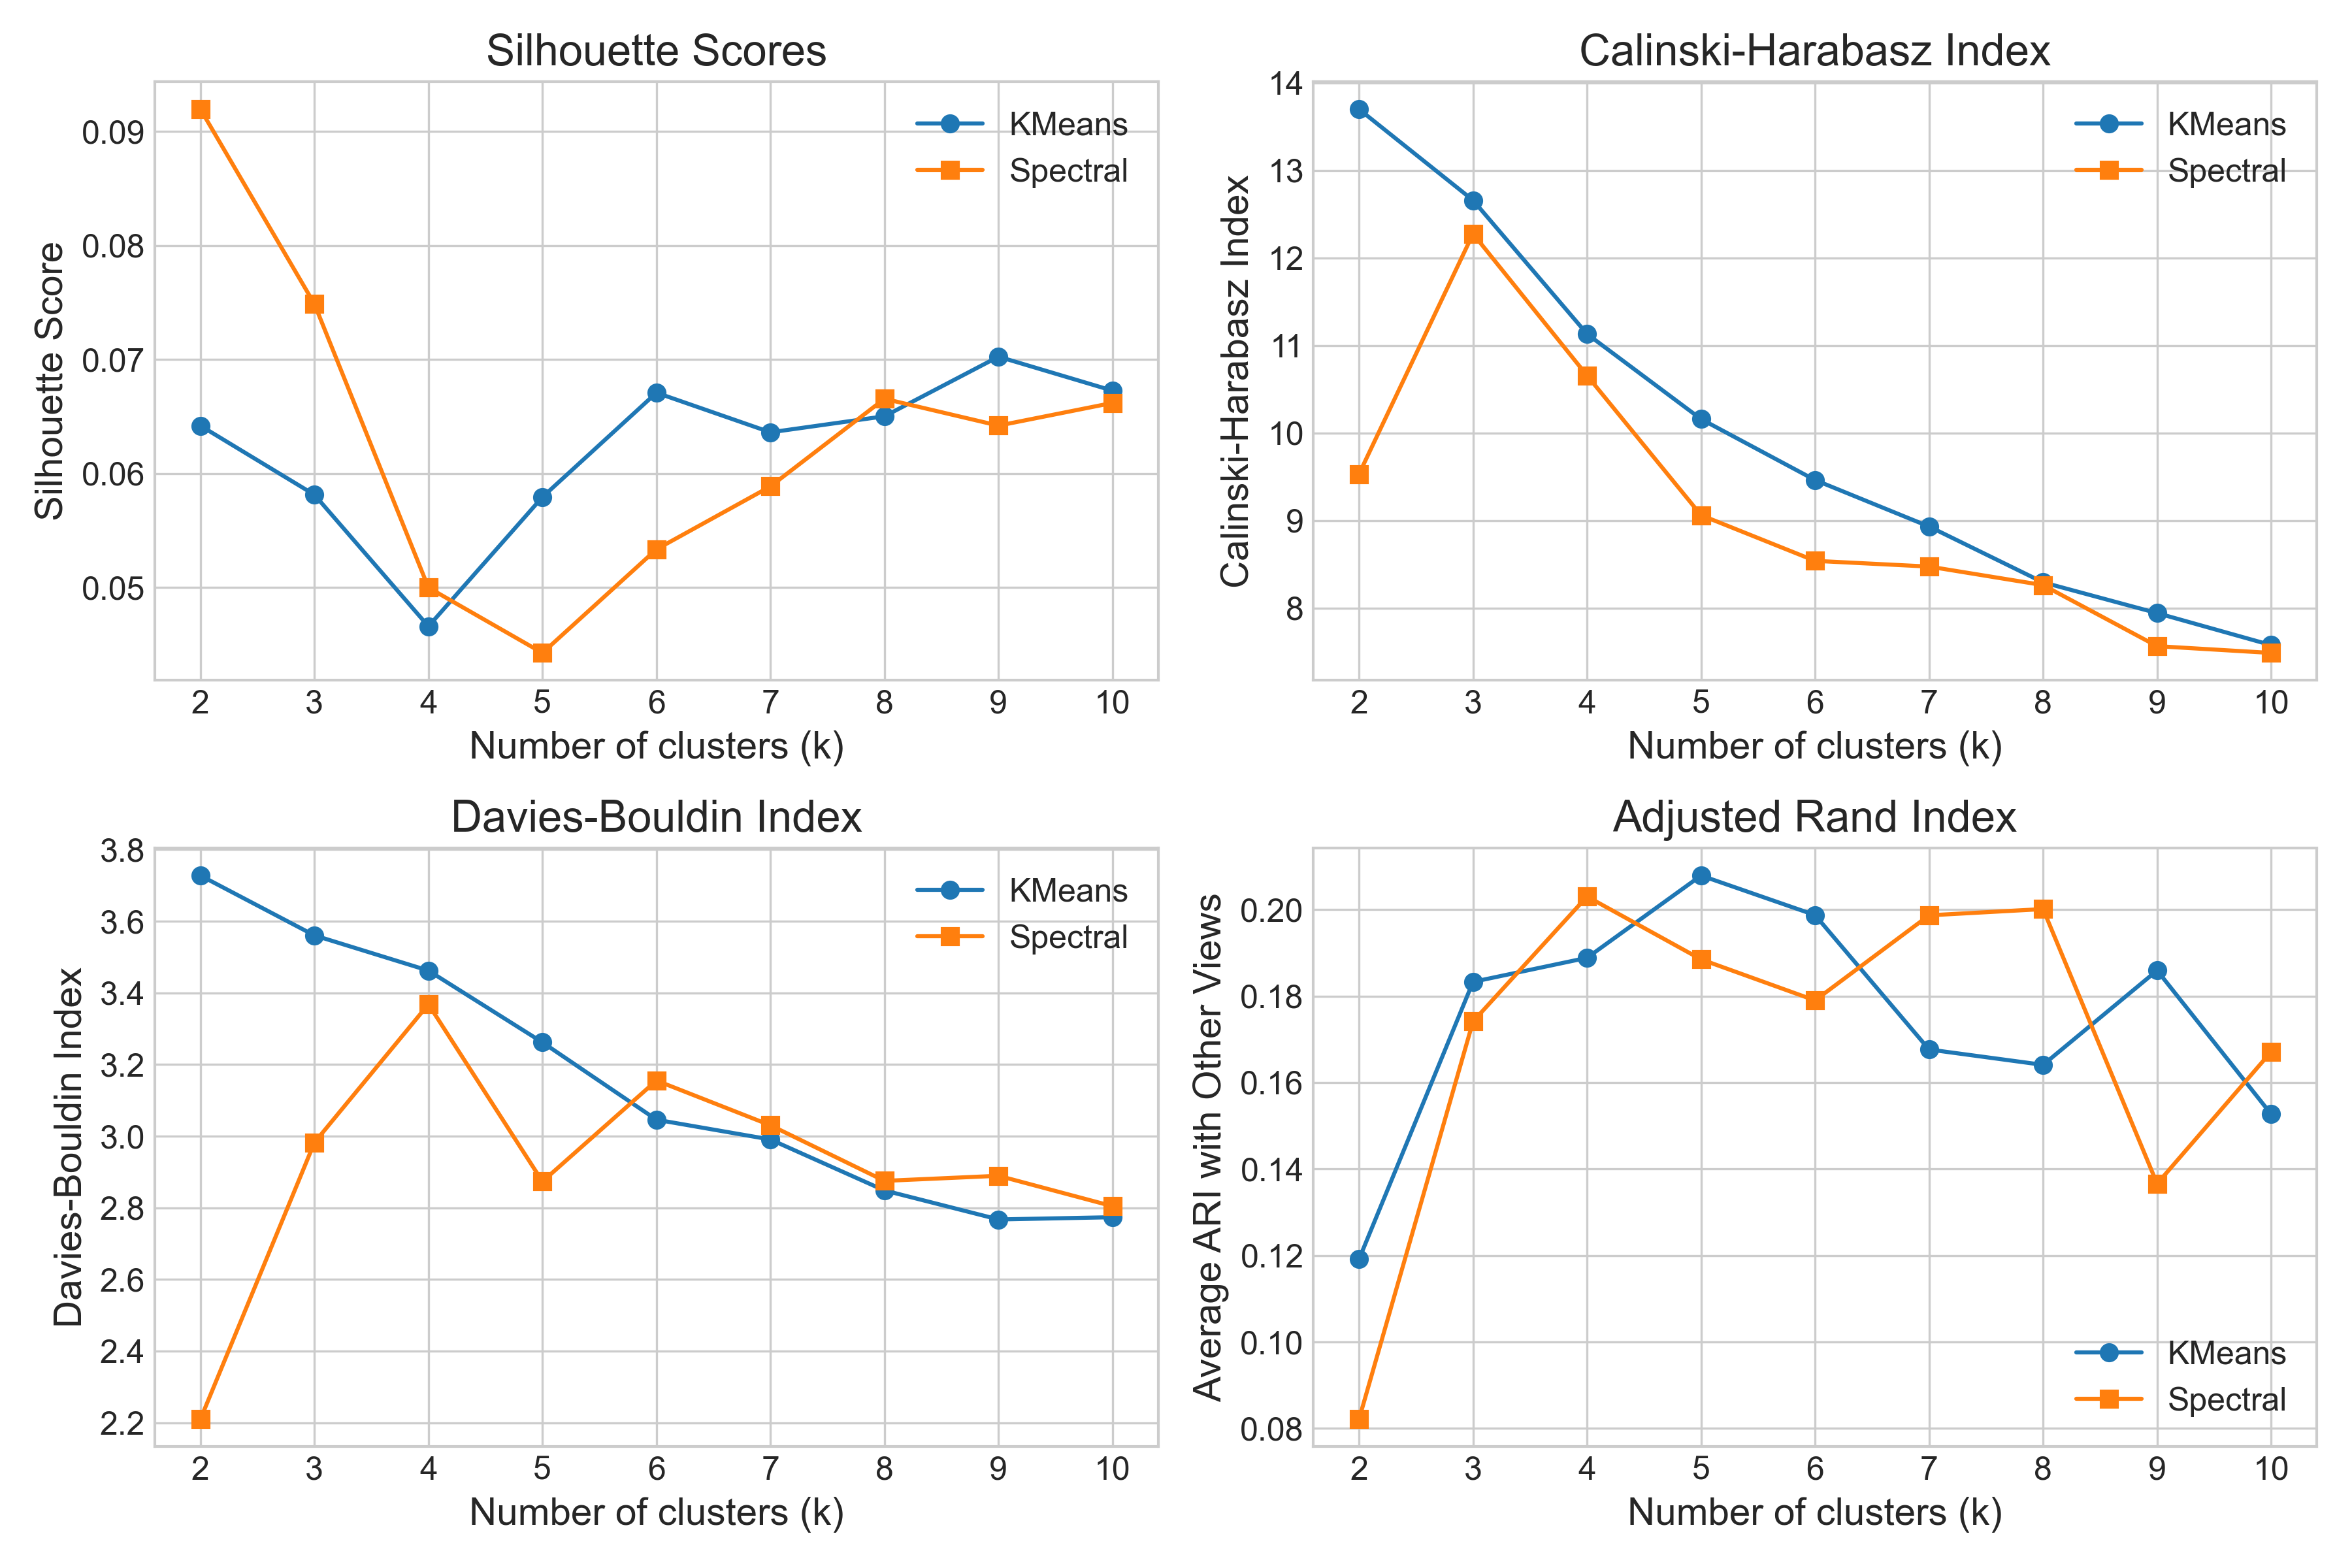 Silhouette Scores
Silhouette Score
0.09
0.08
0.07
0.06
0.05
KMeans
Spectral
2 3 4 5 6 7 8 9 10
Number of clusters (k)
Calinski-Harabasz Index
Calinski-Harabasz Index
14
13
12
11
10
9
8
KMeans
Spectral
2 3 4 5 6 7 8 9 10
Number of clusters (k)
Davies-Bouldin Index
Davies-Bouldin Index
3.8
3.6
3.4
3.2
3.0
2.8
2.6
2.4
2.2
KMeans
Spectral
2 3 4 5 6 7 8 9 10
Number of clusters (k)
Adjusted Rand Index
Average ARI with Other Views
0.20
0.18
0.16
0.14
0.12
0.10
0.08
KMeans
Spectral
2 3 4 5 6 7 8 9 10
Number of clusters (k)